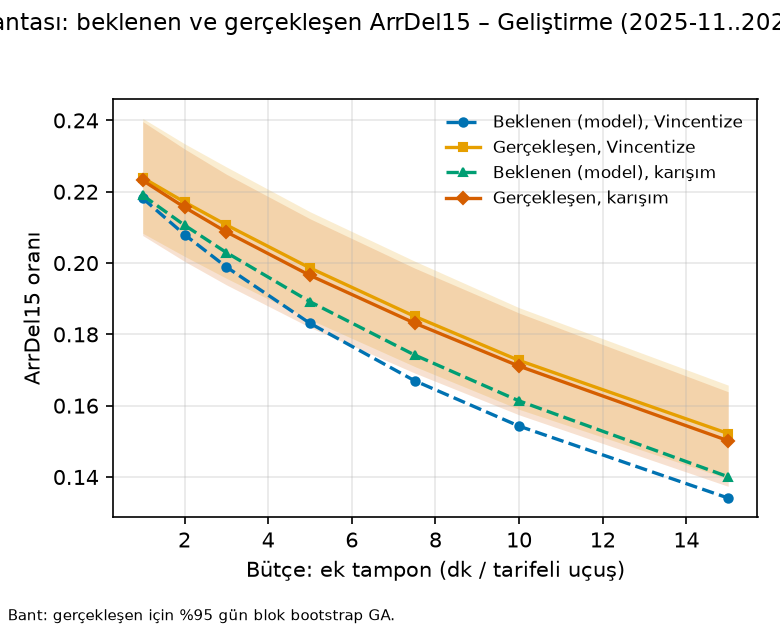 antası: beklenen ve gerçekleşen ArrDel15 – Geliştirme (2025-11..202
0.24
0.22
0.20
0.18
0.16
0.14
ArrDel15 oranı
Beklenen (model), Vincentize
Gerçekleşen, Vincentize
Beklenen (model), karışım
Gerçekleşen, karışım
2
4
6
8
10
12
14
Bütçe: ek tampon (dk / tarifeli uçuş)
Bant: gerçekleşen için %95 gün blok bootstrap GA.